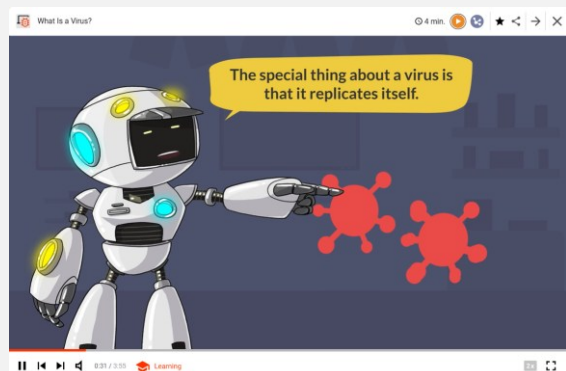 What Is a Virus?
4 min.
The special thing about a virus is
that it replicates itself.
0:31 / 3:55
Learning